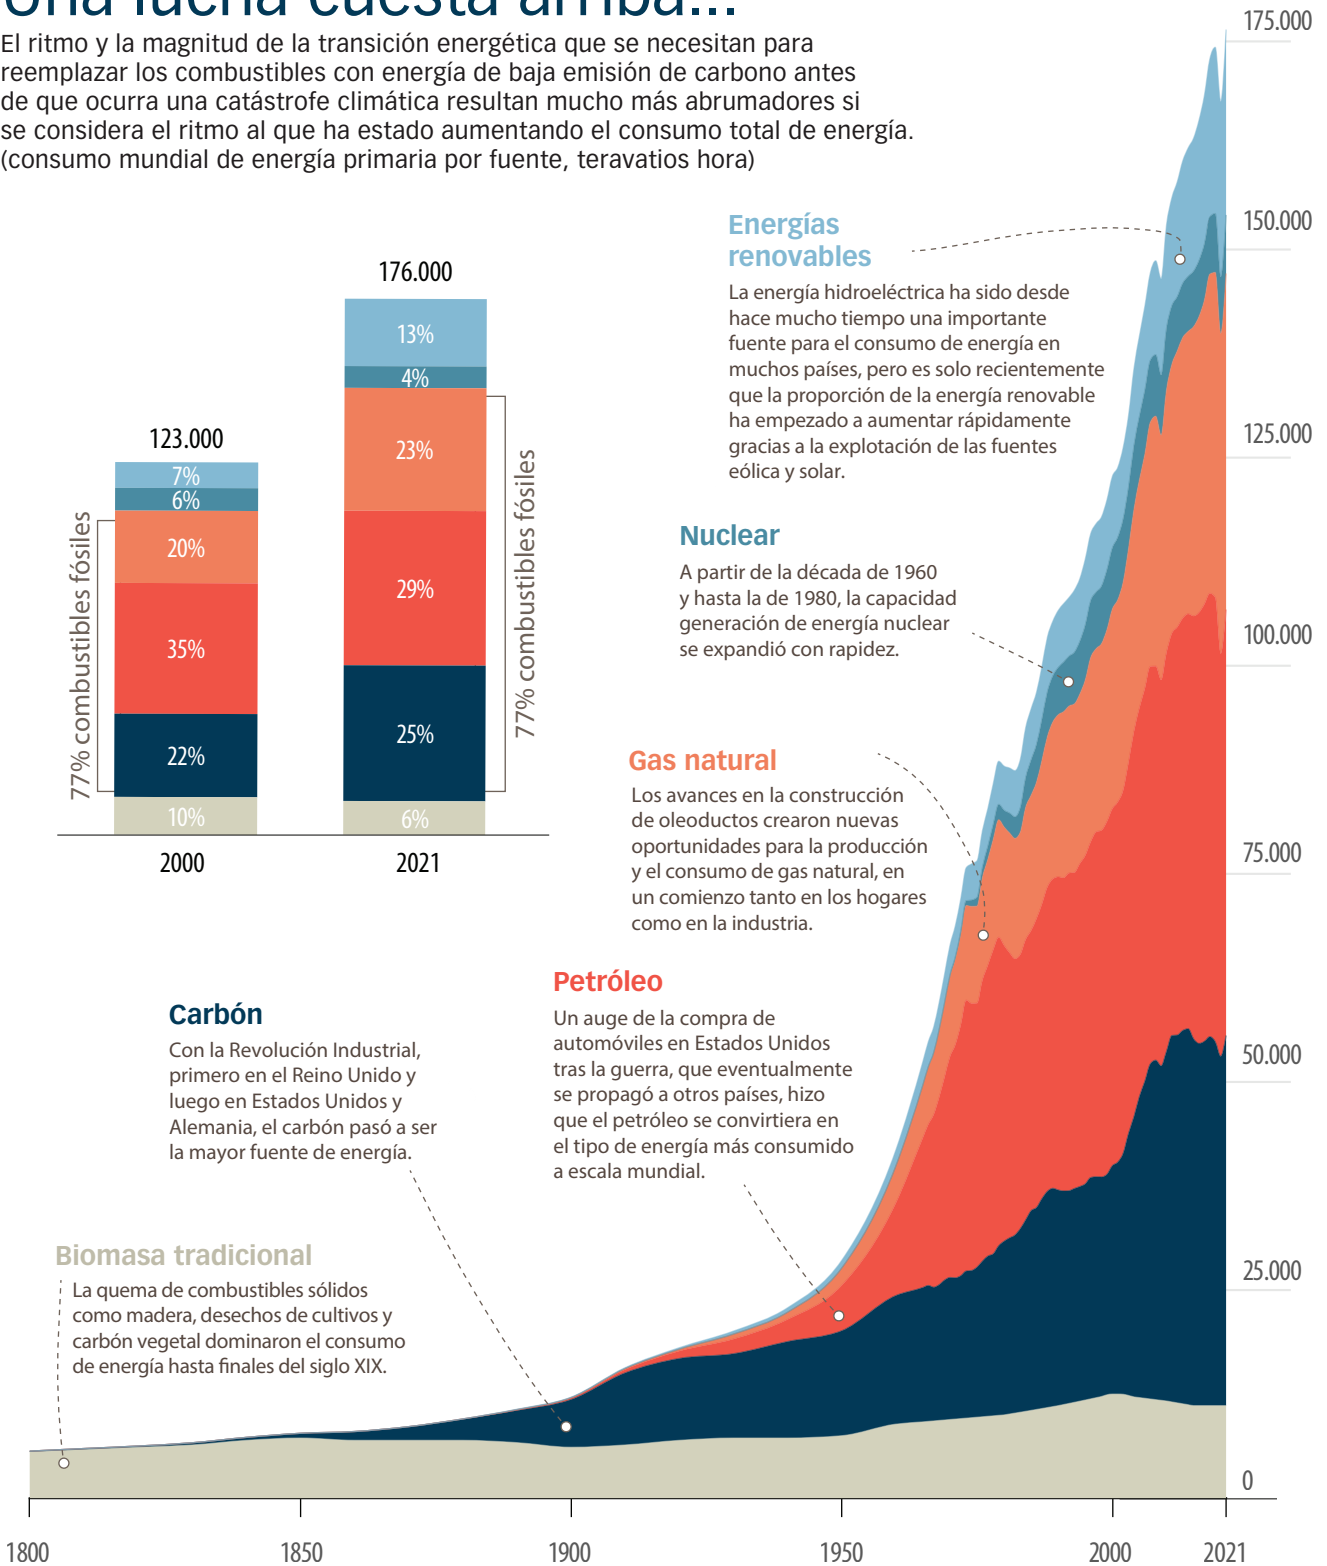 Una lucha cuesta arriba...
El ritmo y la magnitud de la transición energética que se necesitan para
reemplazar los combustibles con energía de baja emisión de carbono antes
de que ocurra una catástrofe climática resultan mucho más abrumadores si
se considera el ritmo al que ha estado aumentando el consumo total de energía.
(consumo mundial de energía primaria por fuente, teravatios hora)
123.000
7%
6%
20%
35%
22%
10%
77% combustibles fósiles
2000
176.000
13%
4%
23%
29%
25%
6%
77% combustibles fósiles
2021
Energías
renovables
La energía hidroeléctrica ha sido desde
hace mucho tiempo una importante
fuente para el consumo de energía en
muchos países, pero es solo recientemente
que la proporción de la energía renovable
ha empezado a aumentar rápidamente
gracias a la explotación de las fuentes
eólica y solar.
Nuclear
A partir de la década de 1960
y hasta la de 1980, la capacidad
generación de energía nuclear
se expandió con rapidez.
Gas natural
Los avances en la construcción
de oleoductos crearon nuevas
oportunidades para la producción
y el consumo de gas natural, en
un comienzo tanto en los hogares
como en la industria.
Petróleo
Un auge de la compra de
automóviles en Estados Unidos
tras la guerra, que eventualmente
se propagó a otros países, hizo
que el petróleo se convirtiera en
el tipo de energía más consumido
a escala mundial.
Carbón
Con la Revolución Industrial,
primero en el Reino Unido y
luego en Estados Unidos y
Alemania, el carbón pasó a ser
la mayor fuente de energía.
Biomasa tradicional
La quema de combustibles sólidos
como madera, desechos de cultivos y
carbón vegetal dominaron el consumo
de energía hasta finales del siglo XIX.
175.000
150.000
125.000
100.000
75.000
50.000
25.000
0
1800
1850
1900
1950
2000
2021